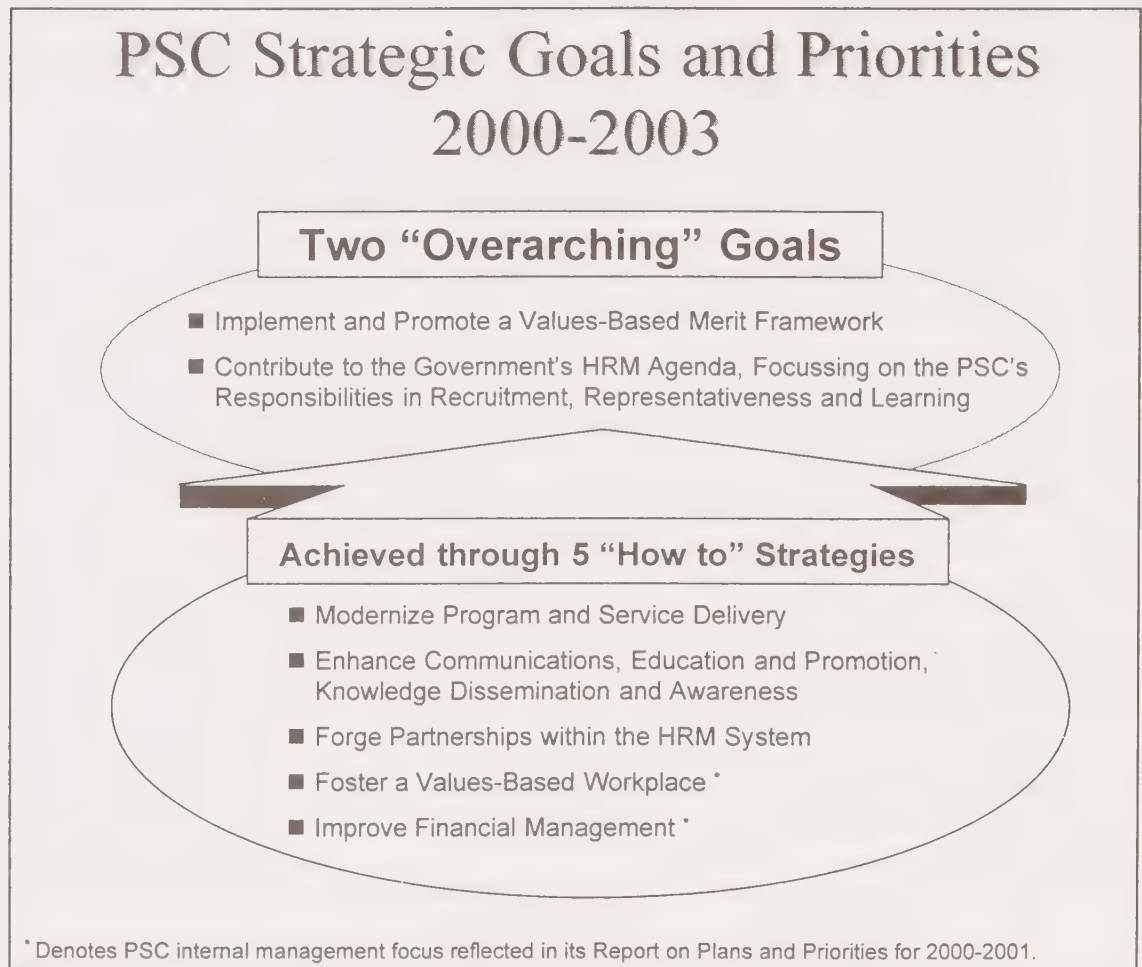 PSC Strategic Goals and Priorities
2000-2003
Two “Overarching” Goals
■ Implement and Promote a Values-Based Merit Framework
■ Contribute to the Government’s HRM Agenda, Focussing on the PSC’s
Responsibilities in Recruitment, Representativeness and Learning
Achieved through 5 “How to” Strategies
■ Modernize Program and Service Delivery
■ Enhance Communications, Education and Promotion,
Knowledge Dissemination and Awareness
■ Forge Partnerships within the HRM System
■ Foster a Values-Based Workplace *
■ Improve Financial Management *
* Denotes PSC internal management focus reflected in its Report on Plans and Priorities for 2000-2001.